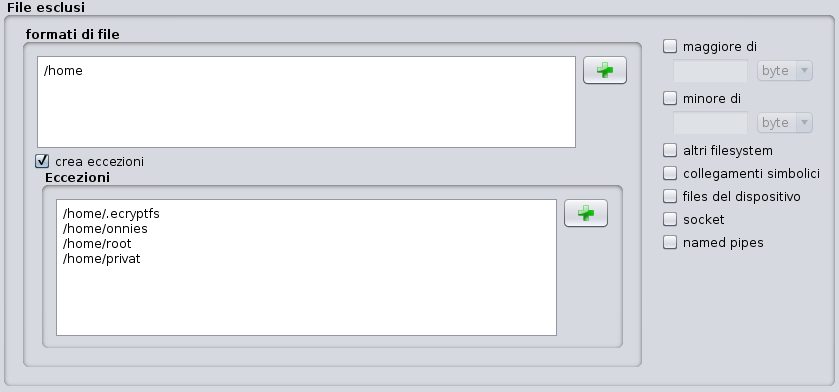 File esclusi
formati di file
/home
crea eccezioni
Eccezioni
/home/.ecryptfs
/home/onnies
/home/root
/home/privat
maggiore di
byte
minore di
byte
altri filesystem
collegamenti simbolici
files del dispositivo
socket
named pipes